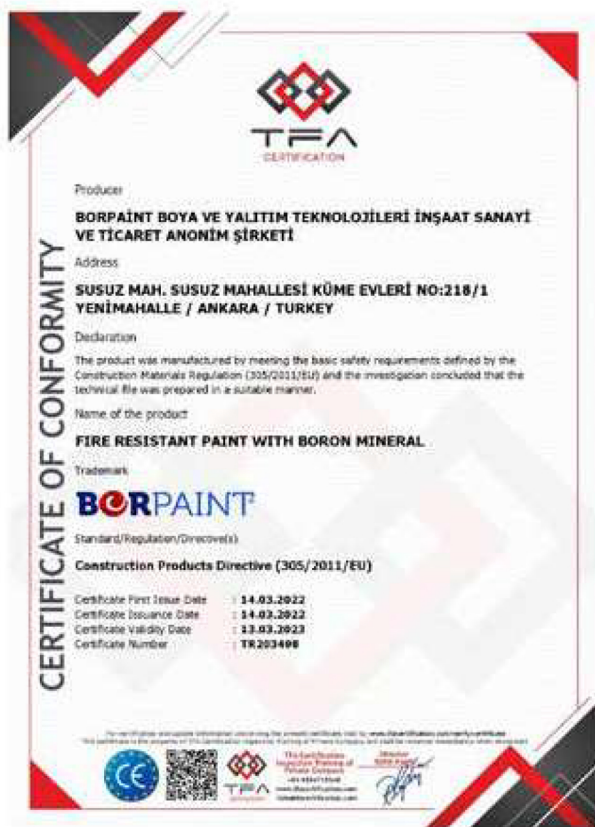 TFA
CERTIFICATION
CERTIFICATE OF CONFORMITY
Producer
BORPAİNT BOYA VE YALITIM TEKNOLOJİLERİ İNŞAAT SANAYİ
VE TİCARET ANONİM ŞİRKETİ
Address
SUSUZ MAH. SUSUZ MAHALLESİ KÜME EVLERİ NO:218/1
YENİMAHALLE / ANKARA / TURKEY
Declaration
The product was manufactured by meeting the basic safety requirements defined by the
Construction Materials Regulation (305/2011/EU) and the investigation concluded that the
technical file was prepared in a suitable manner.
Name of the product
FIRE RESISTANT PAINT WITH BORON MINERAL
Trademark
BORPAINT
Standard/Regulation/Directive(s)
Construction Products Directive (305/2011/EU)
Certificate First Issue Date : 14.03.2022
Certificate Issuance Date : 14.03.2022
Certificate Validity Date : 13.03.2023
Certificate Number : TR203498
CE
TFA